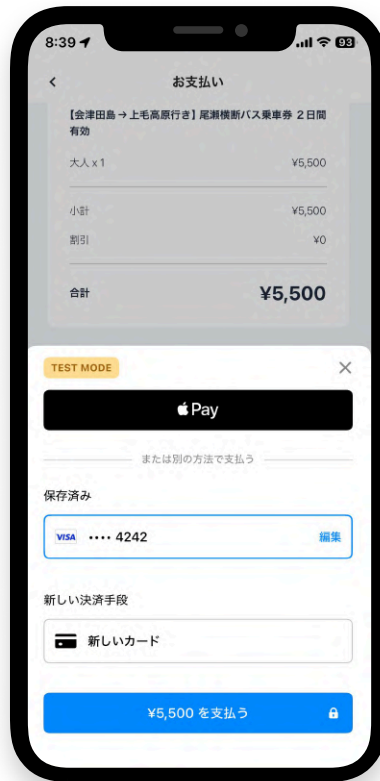 8:39
93
お支払い
【会津田島→上毛高原行き】尾瀬横断バス乗車券 2日間
有効
大人 x 1 ¥5,500
小計 ¥5,500
割引 ¥0
合計 ¥5,500
TEST MODE
Pay
または別の方法で支払う
保存済み
VISA •••• 4242 編集
新しい決済手段
新しいカード
¥5,500 を支払う